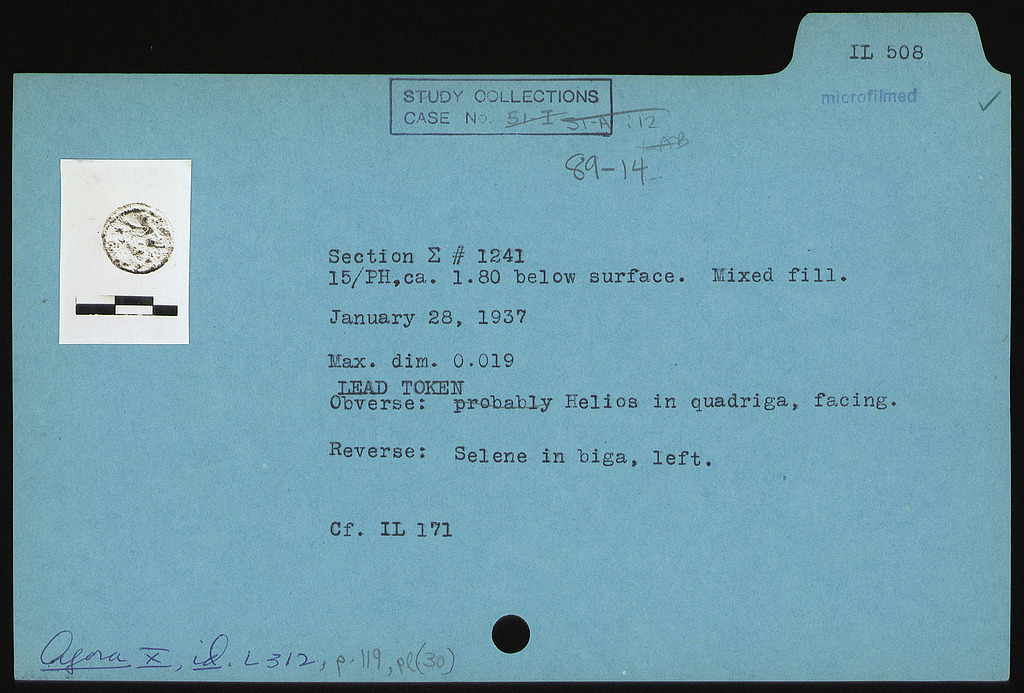 IL 508
microfilmed ✓
STUDY COLLECTIONS
CASE No. 51-I 51-A :12
LAB
89-14
Section Σ # 1241
15/PH,ca. 1.80 below surface. Mixed fill.
January 28, 1937
Max. dim. 0.019
LEAD TOKEN
Obverse: probably Helios in quadriga, facing.
Reverse: Selene in biga, left.
Cf. IL 171
Agora X, id. L312, p.119, pl(30)